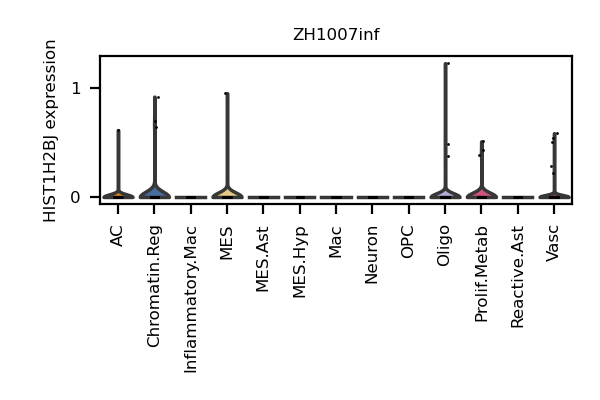 ZH1007inf
HIST1H2BJ expression
1
0
AC
Chromatin.Reg
Inflammatory.Mac
MES
MES.Ast
MES.Hyp
Mac
Neuron
OPC
Oligo
Prolif.Metab
Reactive.Ast
Vasc